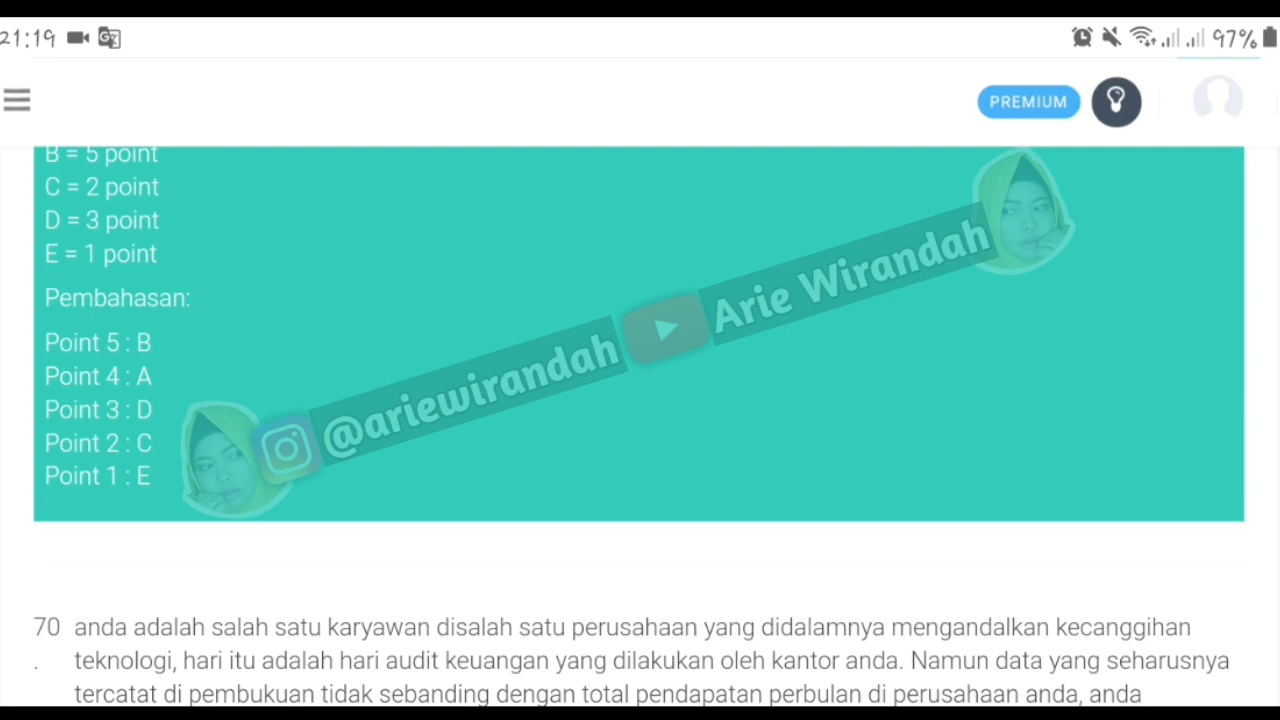 21:19
97%
PREMIUM
B = 5 point
C = 2 point
D = 3 point
E = 1 point
Pembahasan:
Point 5 : B
Point 4 : A
Point 3 : D
Point 2 : C
Point 1 : E
@ariewirandah Arie Wirandah
70 anda adalah salah satu karyawan disalah satu perusahaan yang didalamnya mengandalkan kecanggihan
. teknologi, hari itu adalah hari audit keuangan yang dilakukan oleh kantor anda. Namun data yang seharusnya
tercatat di pembukuan tidak sebanding dengan total pendapatan perbulan di perusahaan anda, anda